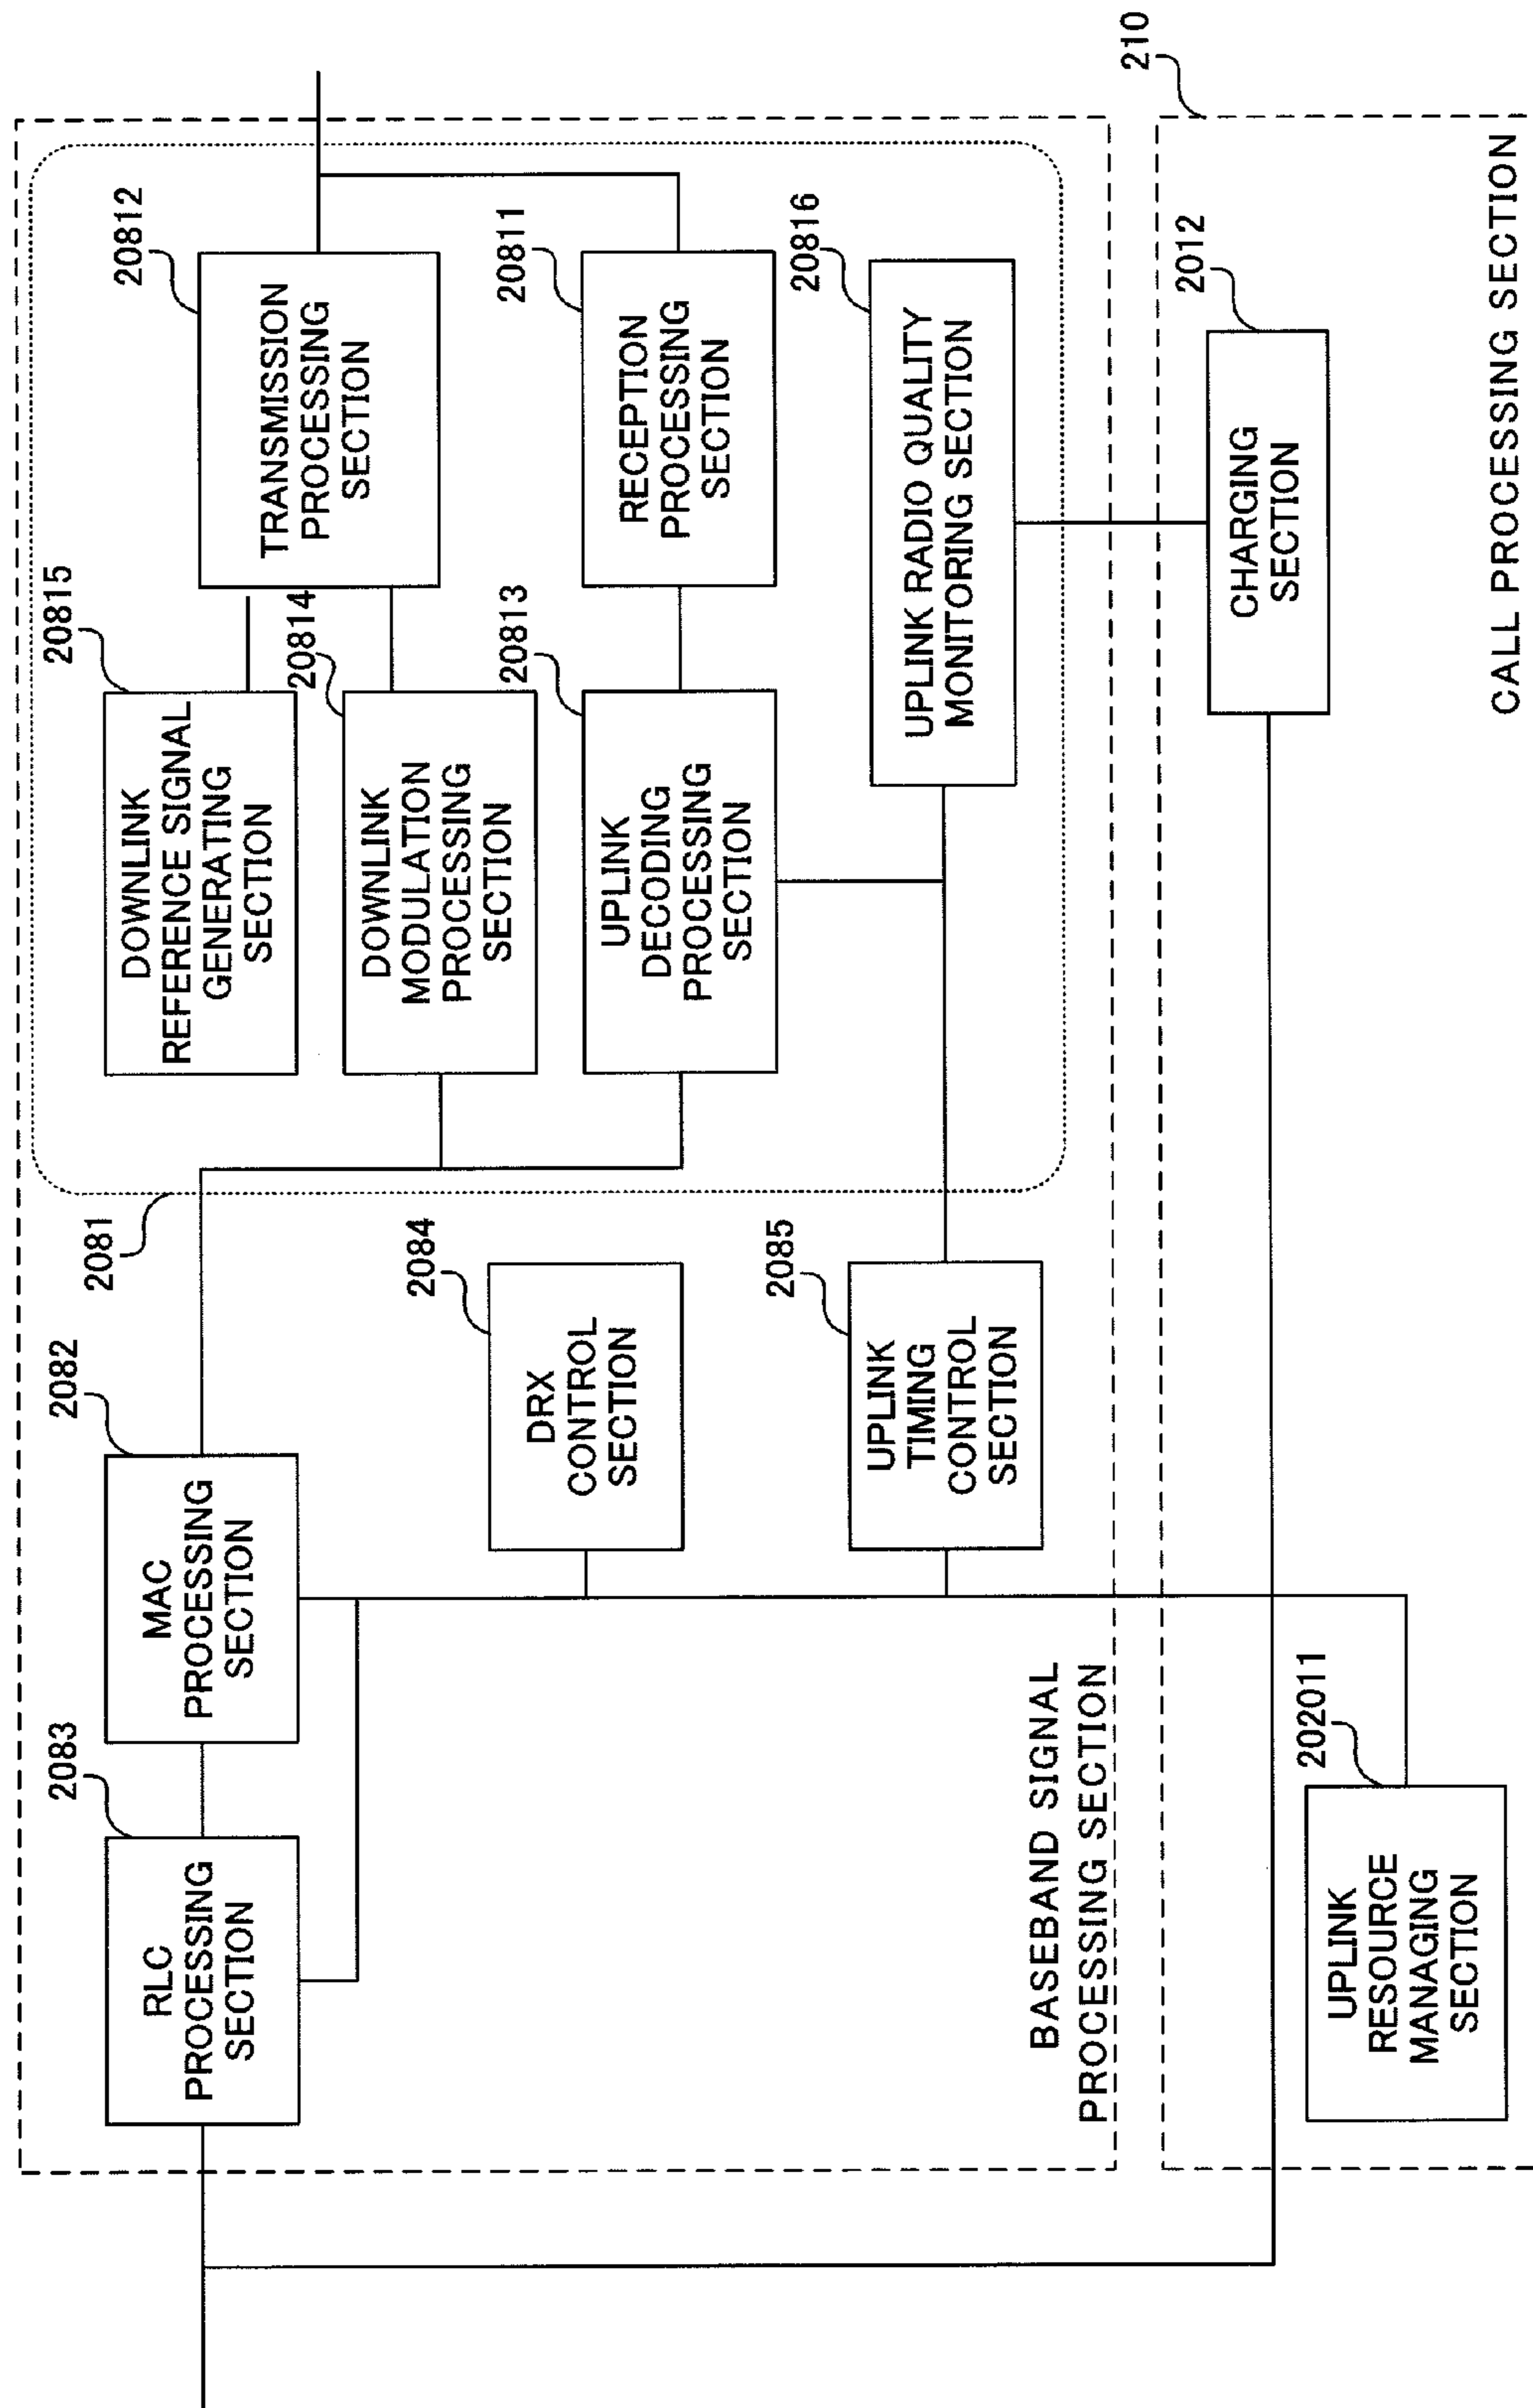 2083
RLC
PROCESSING
SECTION
2082
MAC
PROCESSING
SECTION
2081
20815
DOWNLINK
REFERENCE SIGNAL
GENERATING
SECTION
20812
TRANSMISSION
PROCESSING
SECTION
20814
DOWNLINK
MODULATION
PROCESSING
SECTION
2084
DRX
CONTROL
SECTION
20813
UPLINK
DECODING
PROCESSING
SECTION
20811
RECEPTION
PROCESSING
SECTION
2085
UPLINK
TIMING
CONTROL
SECTION
20816
UPLINK RADIO QUALITY
MONITORING SECTION
BASEBAND SIGNAL
PROCESSING SECTION
210
202011
UPLINK
RESOURCE
MANAGING
SECTION
2012
CHARGING
SECTION
CALL PROCESSING SECTION